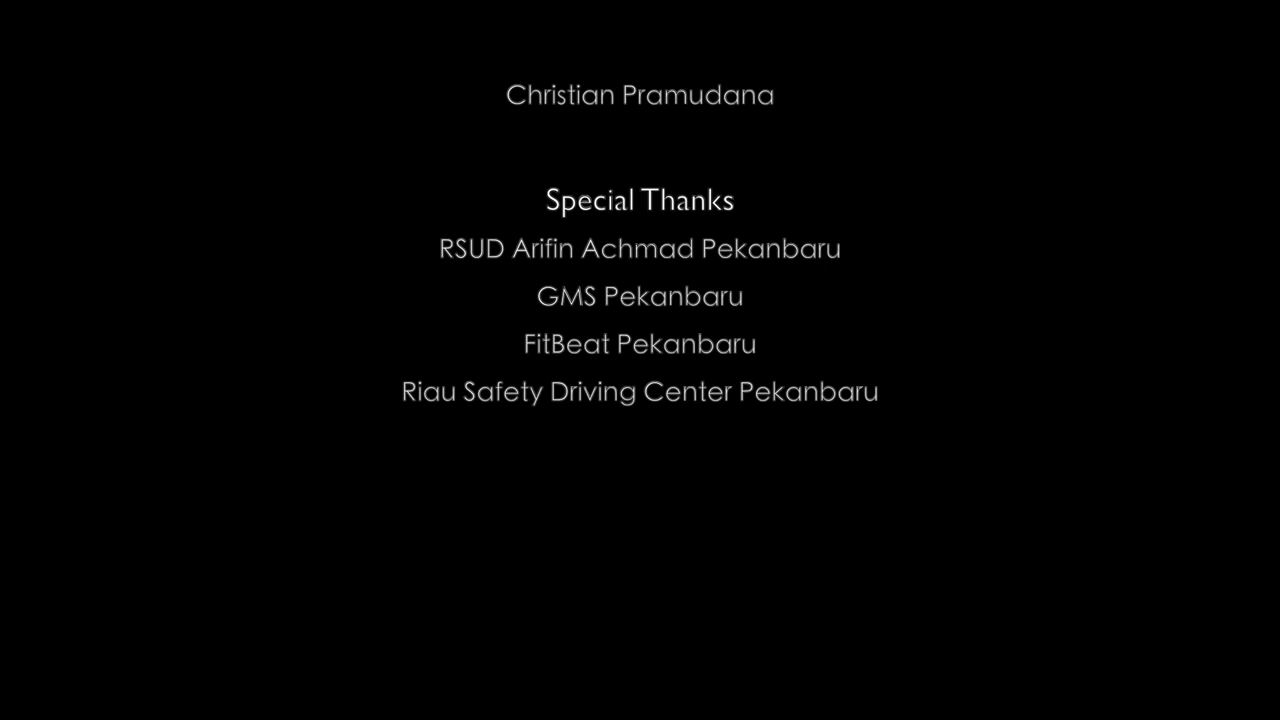 Christian Pramudana
Special Thanks
RSUD Arifin Achmad Pekanbaru
GMS Pekanbaru
FitBeat Pekanbaru
Riau Safety Driving Center Pekanbaru